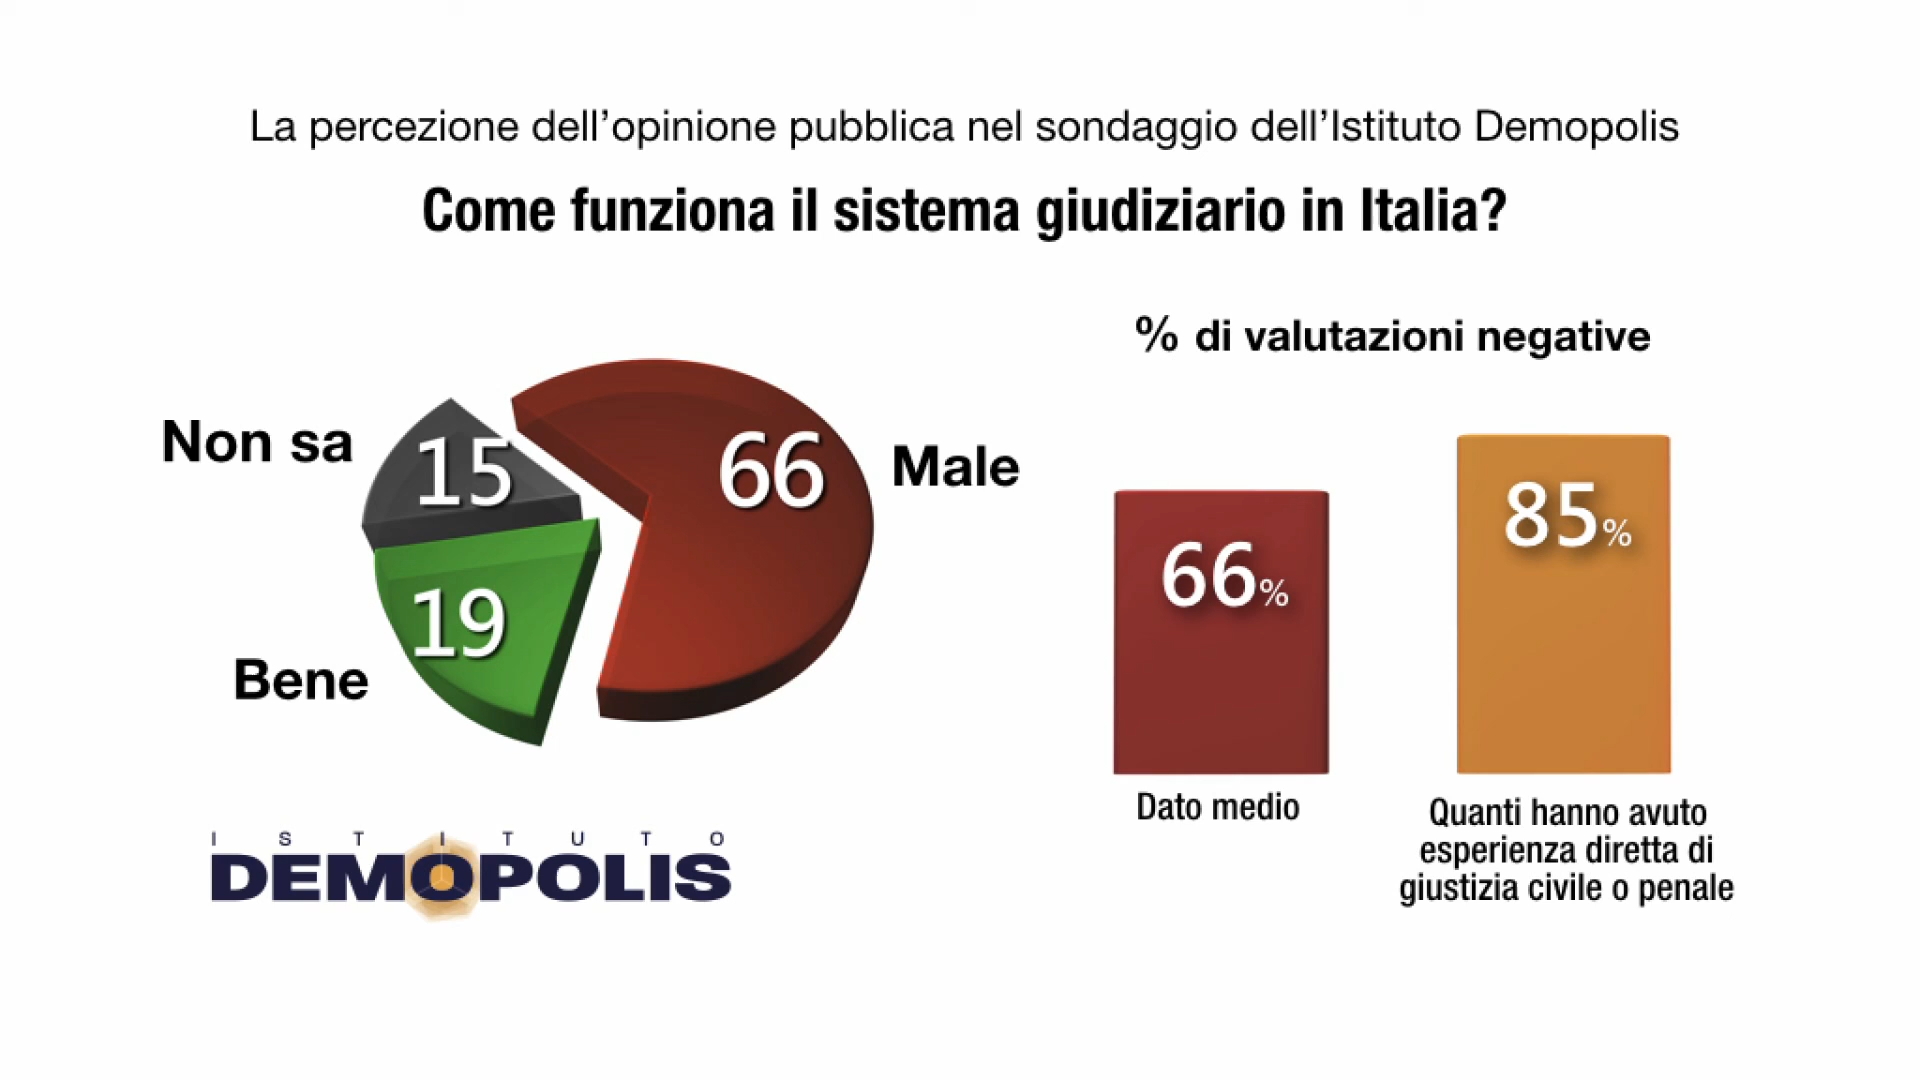 La percezione dell’opinione pubblica nel sondaggio dell’Istituto Demopolis
Come funziona il sistema giudiziario in Italia?
Non sa
15
66
Male
19
Bene
% di valutazioni negative
66%
85%
Dato medio
Quanti hanno avuto
esperienza diretta di
giustizia civile o penale
ISTITUTO
DEMOPOLIS